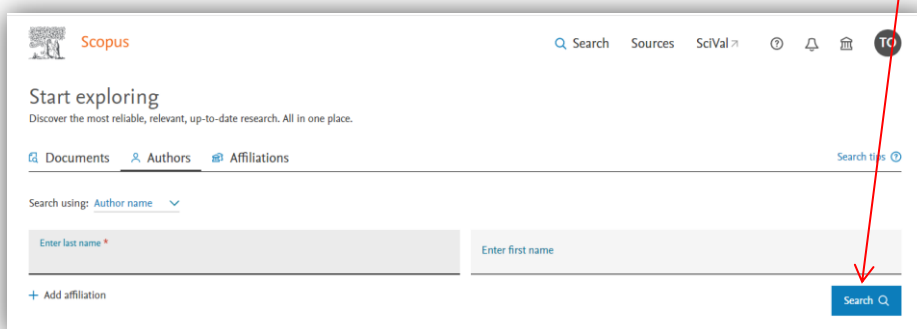 Scopus
Search Sources SciVal TO
Start exploring
Discover the most reliable, relevant, up-to-date research. All in one place.
Documents Authors Affiliations Search tips
Search using: Author name
Enter last name * Enter first name
+ Add affiliation Search